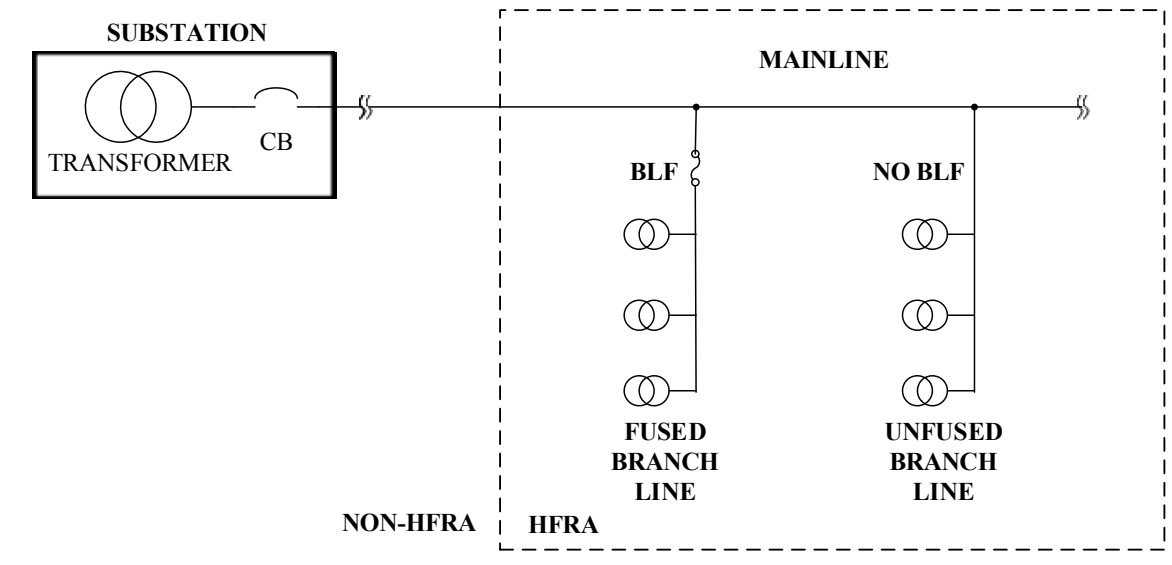 SUBSTATION
TRANSFORMER
CB
MAINLINE
BLF
NO BLF
FUSED
BRANCH
LINE
UNFUSED
BRANCH
LINE
NON-HFRA
HFRA